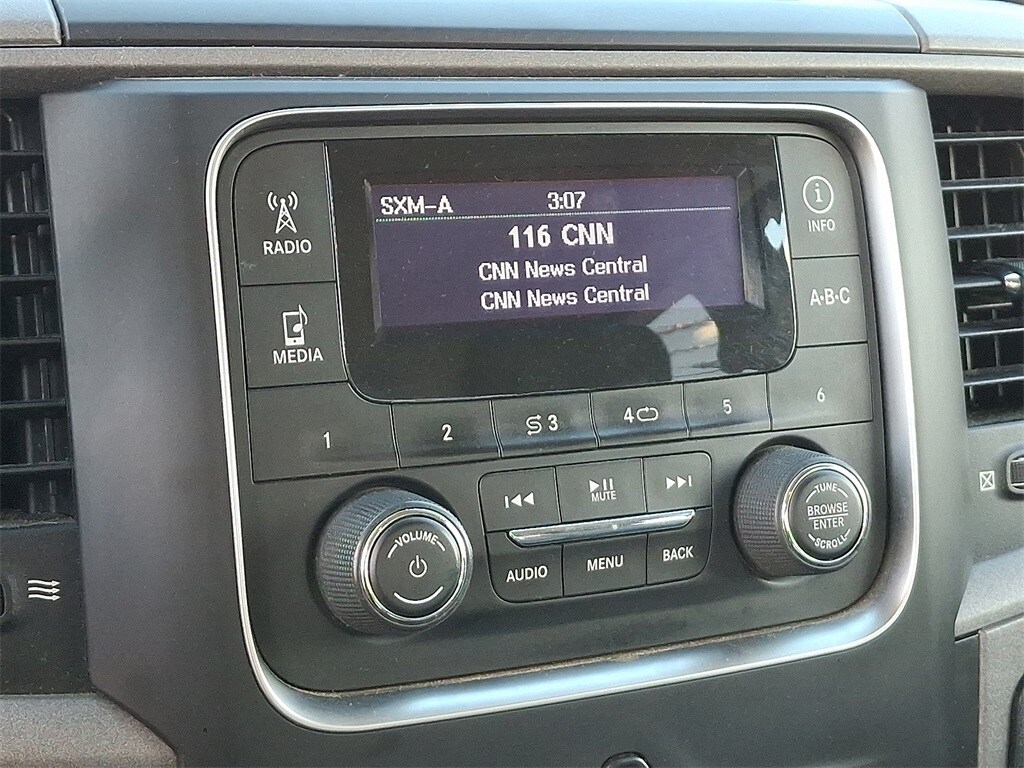 SXM-A 3:07
116 CNN
CNN News Central
CNN News Central
RADIO
MEDIA
INFO
A·B·C
1 2 3 4 5 6
MUTE
AUDIO MENU BACK
VOLUME
TUNE
BROWSE
ENTER
SCROLL